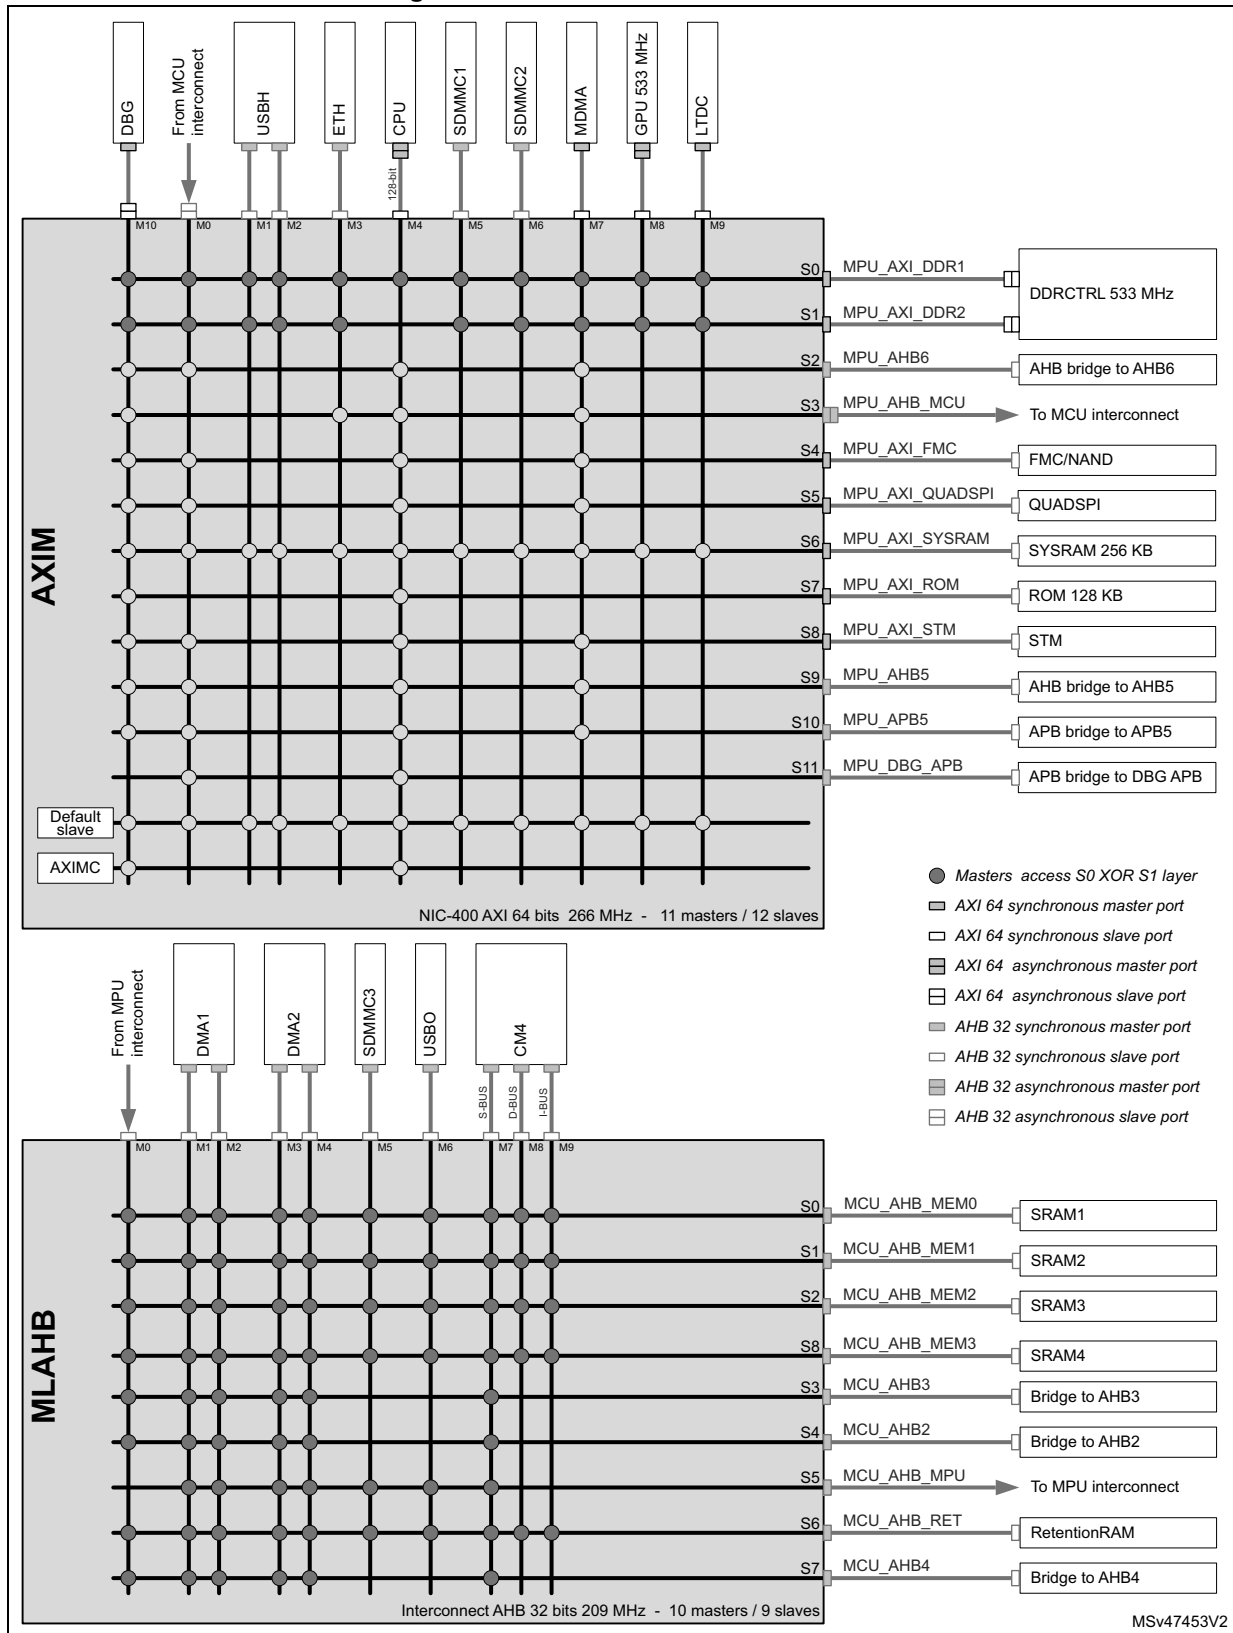 DBG
From MCU
interconnect
USBH
ETH
CPU
SDMMC1
SDMMC2
MDMA
GPU 533 MHz
LTDC
128-bit
M10
M0
M1
M2
M3
M4
M5
M6
M7
M8
M9
AXIM
S0
MPU_AXI_DDR1
DDRCTRL 533 MHz
S1
MPU_AXI_DDR2
S2
MPU_AHB6
AHB bridge to AHB6
S3
MPU_AHB_MCU
To MCU interconnect
S4
MPU_AXI_FMC
FMC/NAND
S5
MPU_AXI_QUADSPI
QUADSPI
S6
MPU_AXI_SYSRAM
SYSRAM 256 KB
S7
MPU_AXI_ROM
ROM 128 KB
S8
MPU_AXI_STM
STM
S9
MPU_AHB5
AHB bridge to AHB5
S10
MPU_APB5
APB bridge to APB5
S11
MPU_DBG_APB
APB bridge to DBG APB
Default
slave
AXIMC
NIC-400 AXI 64 bits 266 MHz - 11 masters / 12 slaves
Masters access S0 XOR S1 layer
AXI 64 synchronous master port
AXI 64 synchronous slave port
AXI 64 asynchronous master port
AXI 64 asynchronous slave port
AHB 32 synchronous master port
AHB 32 synchronous slave port
AHB 32 asynchronous master port
AHB 32 asynchronous slave port
From MPU
interconnect
DMA1
DMA2
SDMMC3
USBO
CM4
S-BUS
D-BUS
I-BUS
M0
M1
M2
M3
M4
M5
M6
M7
M8
M9
MLAHB
S0
MCU_AHB_MEM0
SRAM1
S1
MCU_AHB_MEM1
SRAM2
S2
MCU_AHB_MEM2
SRAM3
S8
MCU_AHB_MEM3
SRAM4
S3
MCU_AHB3
Bridge to AHB3
S4
MCU_AHB2
Bridge to AHB2
S5
MCU_AHB_MPU
To MPU interconnect
S6
MCU_AHB_RET
RetentionRAM
S7
MCU_AHB4
Bridge to AHB4
Interconnect AHB 32 bits 209 MHz - 10 masters / 9 slaves
MSv47453V2